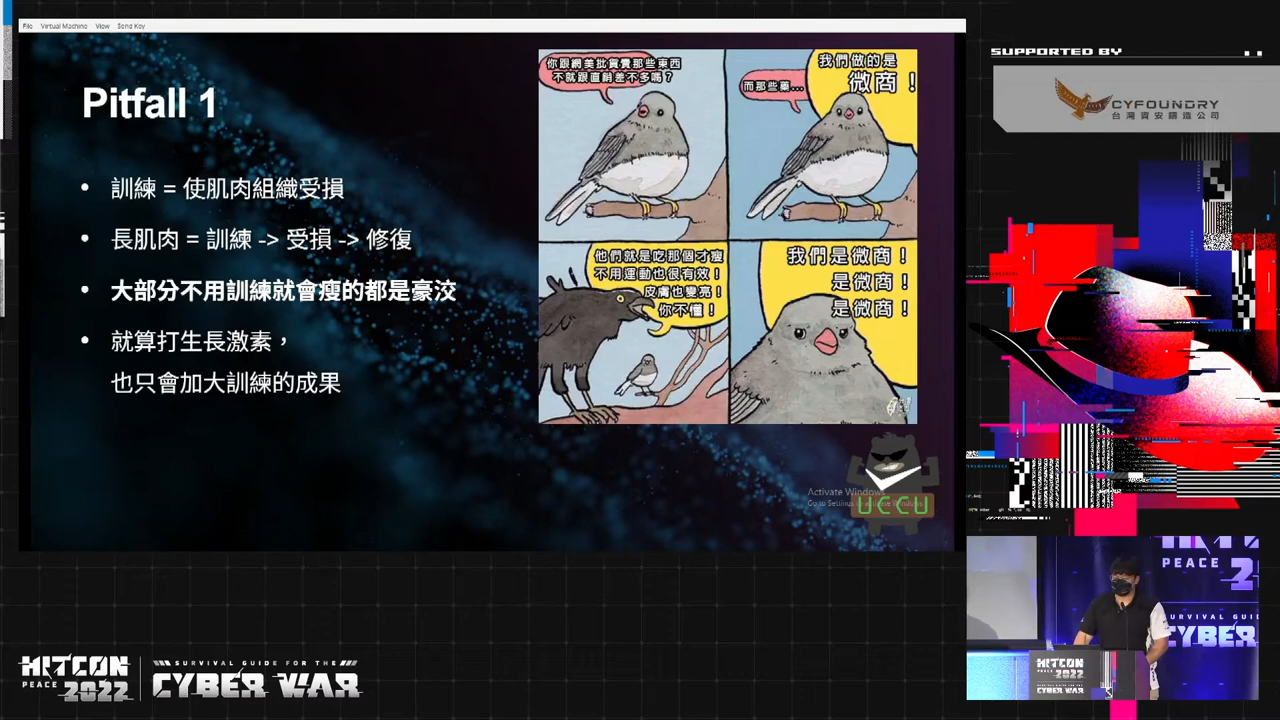 File Virtual Machine View Send Key
Pitfall 1
• 訓練 = 使肌肉組織受損
• 長肌肉 = 訓練 -> 受損 -> 修復
• 大部分不用訓練就會瘦的都是豪洨
• 就算打生長激素，
也只會加大訓練的成果
你跟網美批貨賣那些東西
不就跟直銷差不多嗎？
而那些藥...
我們做的是
微商！
他們就是吃那個才瘦
不用運動也很有效！
皮膚也變亮！
你不懂！
我們是微商！
是微商！
是微商！
Activate Windows
UCCU
SUPPORTED BY
CYFOUNDRY
台灣資安鑄造公司
PEACE
2
SURVIVAL GUID
CYBER
HITCON
PEACE
2022
CYBER WAR
HITCON
PEACE
2022
SURVIVAL GUIDE FOR THE
CYBER WAR